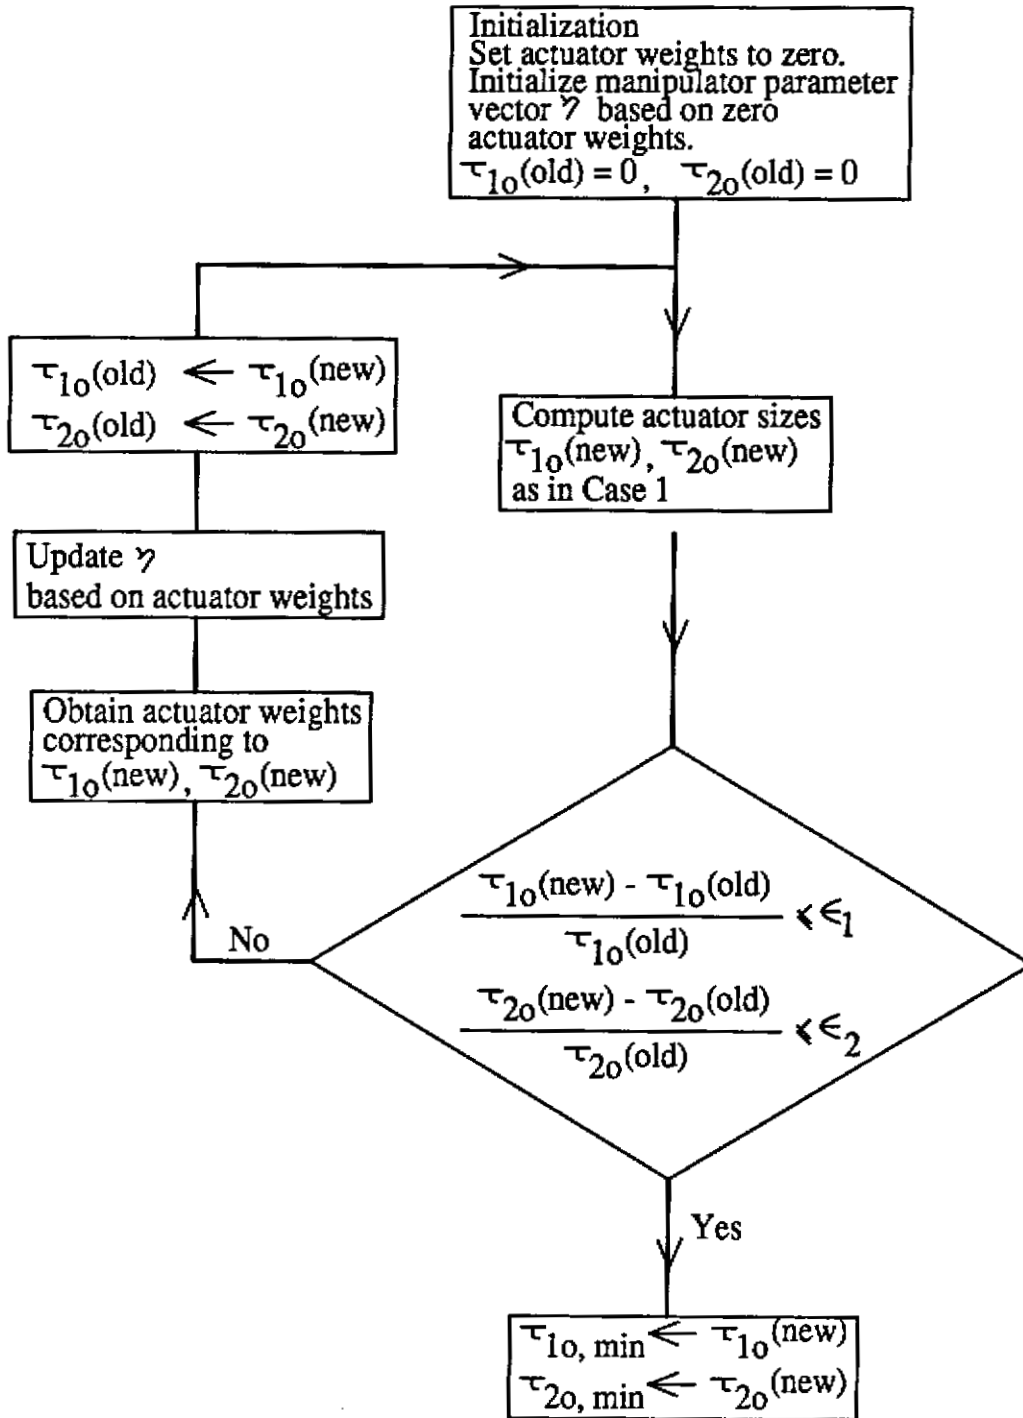 Initialization
Set actuator weights to zero.
Initialize manipulator parameter
vector η based on zero
actuator weights.
τ1o(old) = 0, τ2o(old) = 0
τ1o(old) ← τ1o(new)
τ2o(old) ← τ2o(new)
Compute actuator sizes
τ1o(new), τ2o(new)
as in Case 1
Update η
based on actuator weights
Obtain actuator weights
corresponding to
τ1o(new), τ2o(new)
τ1o(new) - τ1o(old)
τ1o(old)
≤ ϵ1
No
τ2o(new) - τ2o(old)
τ2o(old)
≤ ϵ2
Yes
τ1o, min ← τ1o(new)
τ2o, min ← τ2o(new)